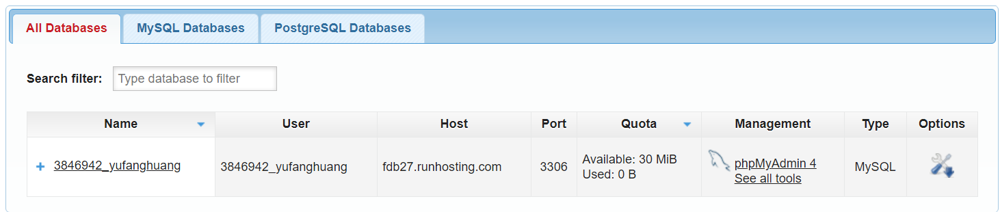 All Databases MySQL Databases PostgreSQL Databases
Search filter: Type database to filter
Name User Host Port Quota Management Type Options
3846942_yufanghuang 3846942_yufanghuang fdb27.runhosting.com 3306 Available: 30 MiB phpMyAdmin 4 MySQL
Used: 0 B See all tools